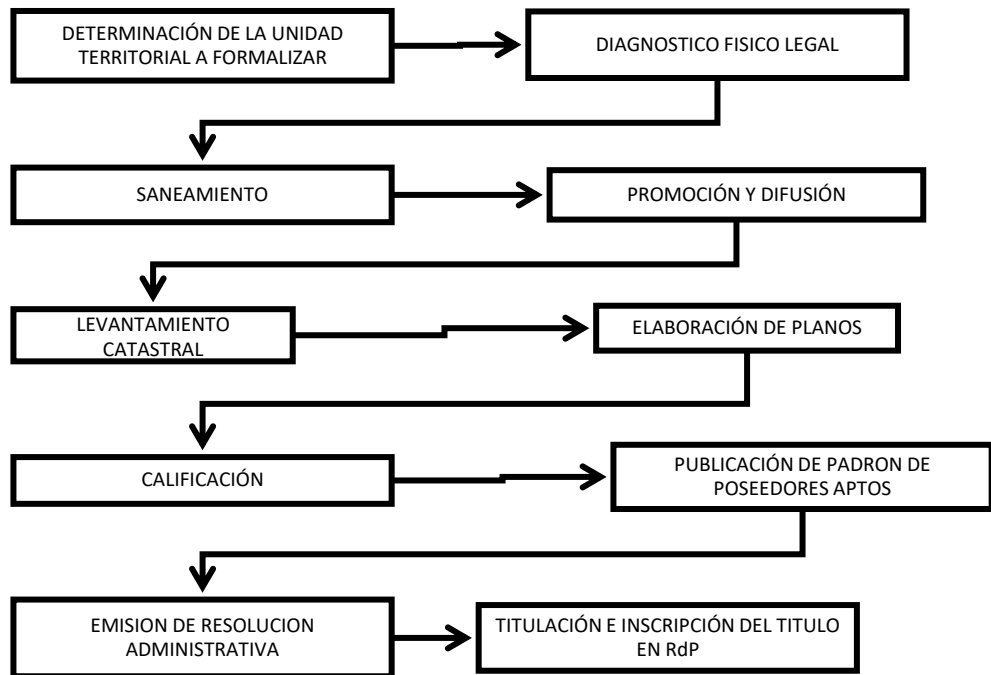 DETERMINACIÓN DE LA UNIDAD
TERRITORIAL A FORMALIZAR
DIAGNOSTICO FISICO LEGAL
SANEAMIENTO
PROMOCIÓN Y DIFUSIÓN
LEVANTAMIENTO
CATASTRAL
ELABORACIÓN DE PLANOS
CALIFICACIÓN
PUBLICACIÓN DE PADRON DE
POSEEDORES APTOS
EMISION DE RESOLUCION
ADMINISTRATIVA
TITULACIÓN E INSCRIPCIÓN DEL TITULO
EN RdP